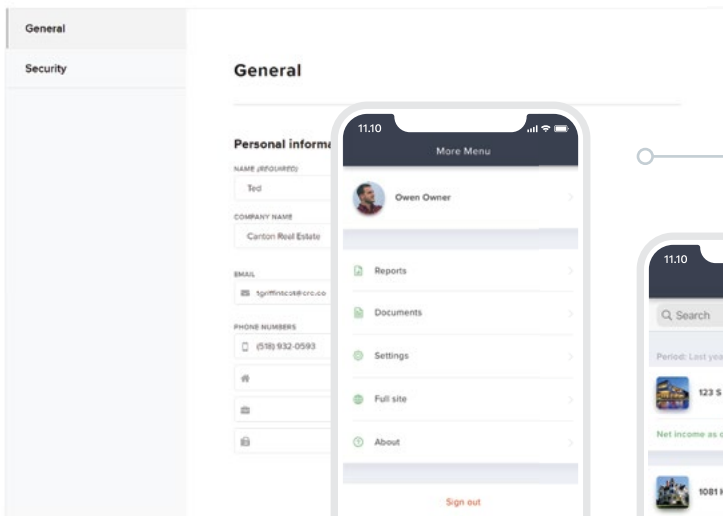 General
Security
General
Personal informa
NAME (REQUIRED)
Ted
COMPANY NAME
Canton Real Estate
EMAIL
PHONE NUMBERS
(518) 932-0593
11.10
More Menu
Owen Owner
Reports
Documents
Settings
Full site
About
Sign out
11.10
Search
Period: Last yea
123 S
Net income as o
1081 H